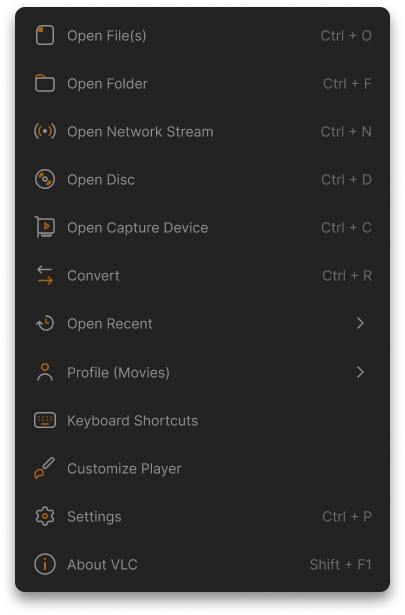 Open File(s) Ctrl + O
Open Folder Ctrl + F
Open Network Stream Ctrl + N
Open Disc Ctrl + D
Open Capture Device Ctrl + C
Convert Ctrl + R
Open Recent
Profile (Movies)
Keyboard Shortcuts
Customize Player
Settings Ctrl + P
About VLC Shift + F1